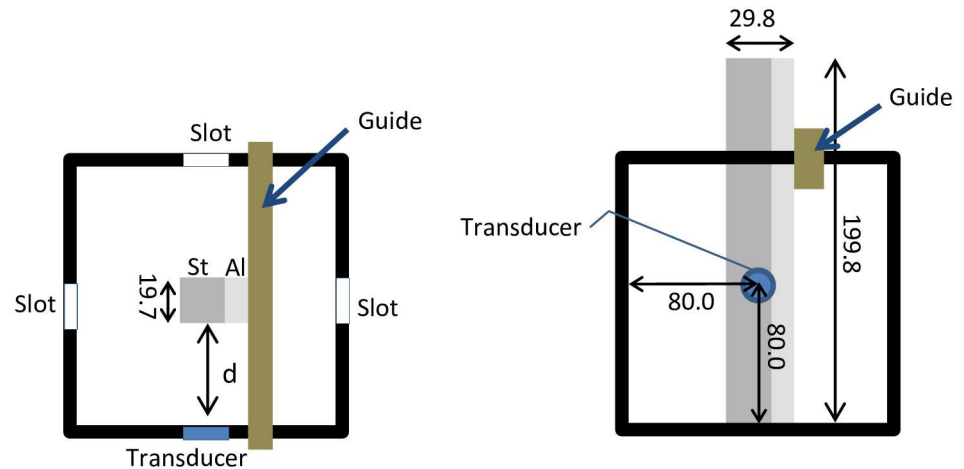 Guide
Slot
St Al
19.7
Slot
Slot
d
Transducer
29.8
Guide
Transducer
199.8
80.0
80.0